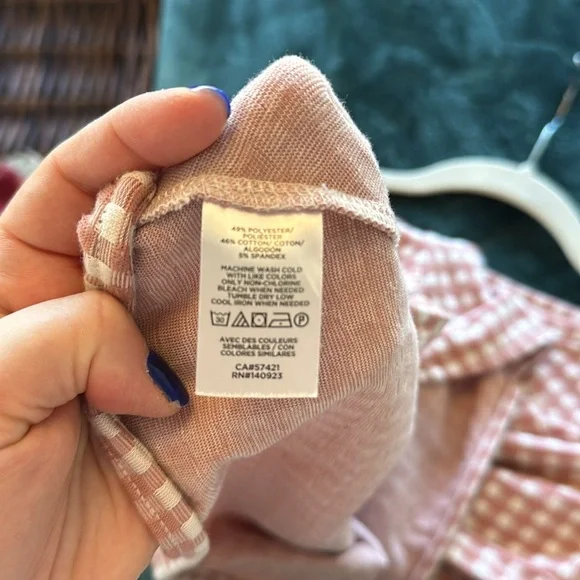 49% POLYESTER/
POLIÉSTER
46% COTTON/ COTON/
ALGODON
5% SPANDEX
MACHINE WASH COLD
WITH LIKE COLORS
ONLY NON-CHLORINE
BLEACH WHEN NEEDED
TUMBLE DRY LOW
COOL IRON WHEN NEEDED
30 P
AVEC DES COULEURS
SEMBLABLES / CON
COLORES SIMILARES
CA#57421
RN#140923